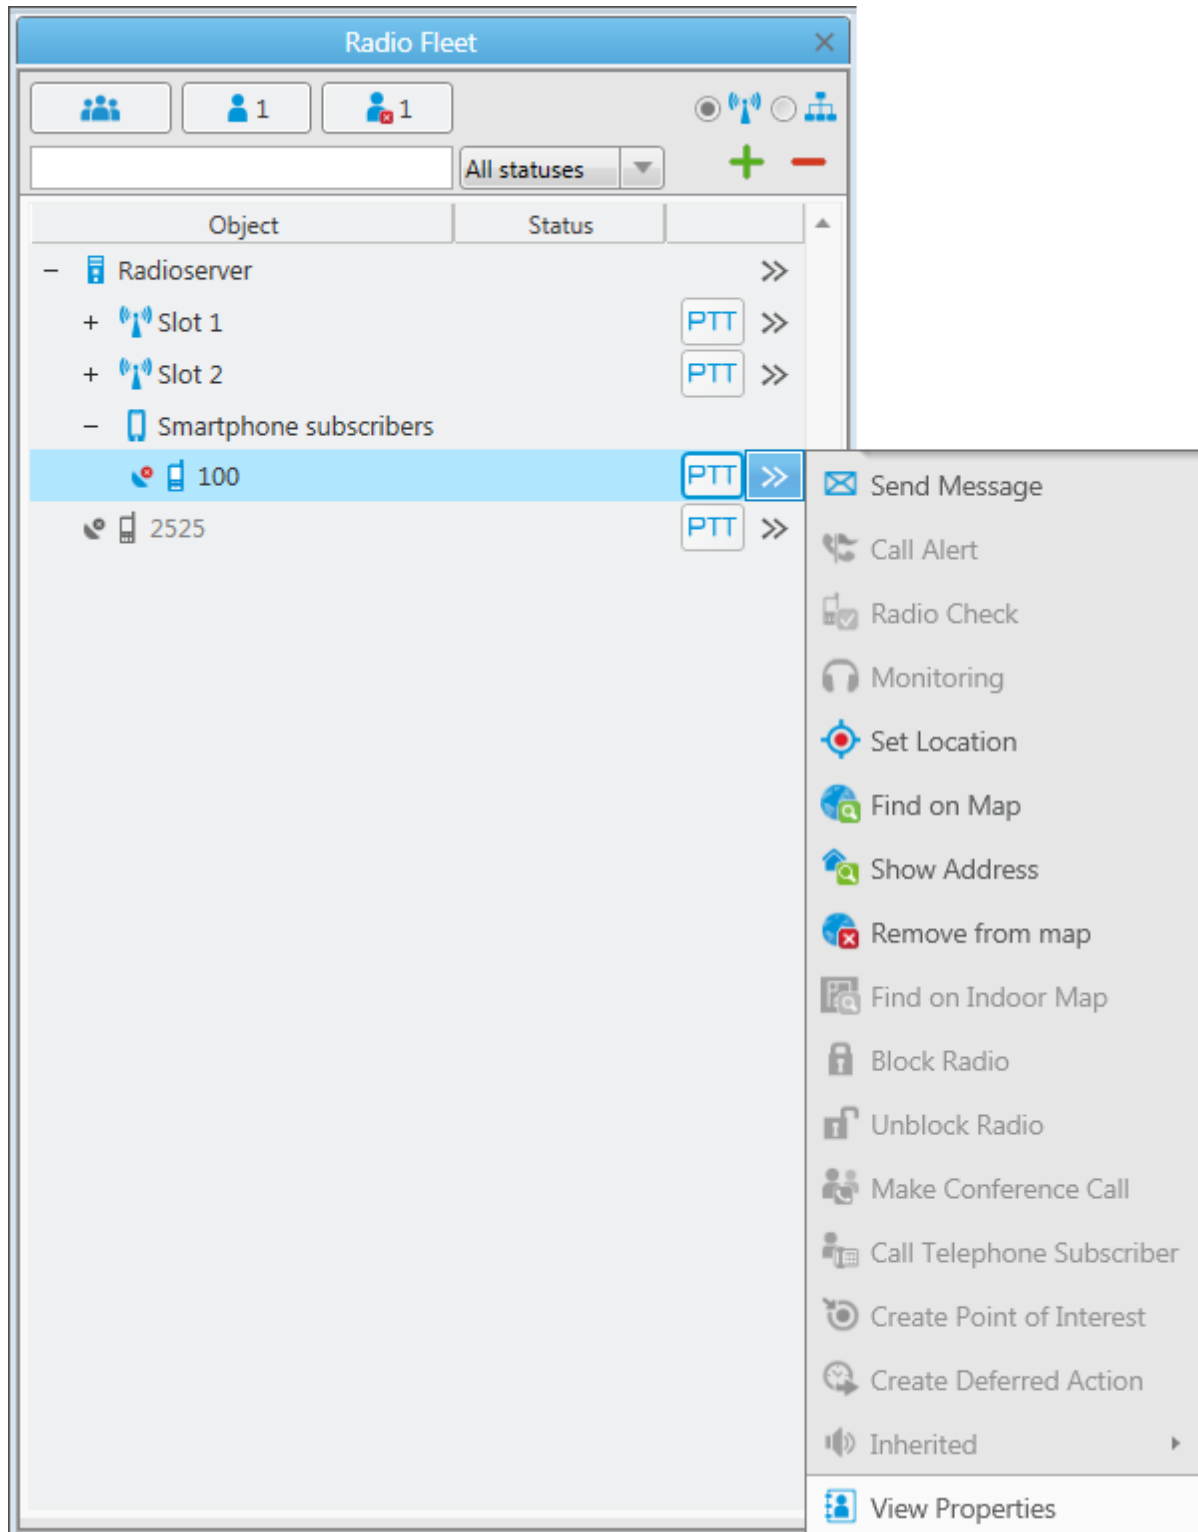 Radio Fleet
1
1
All statuses
Object Status
Radioserver
Slot 1 PTT
Slot 2 PTT
Smartphone subscribers
100 PTT
2525 PTT
Send Message
Call Alert
Radio Check
Monitoring
Set Location
Find on Map
Show Address
Remove from map
Find on Indoor Map
Block Radio
Unblock Radio
Make Conference Call
Call Telephone Subscriber
Create Point of Interest
Create Deferred Action
Inherited
View Properties